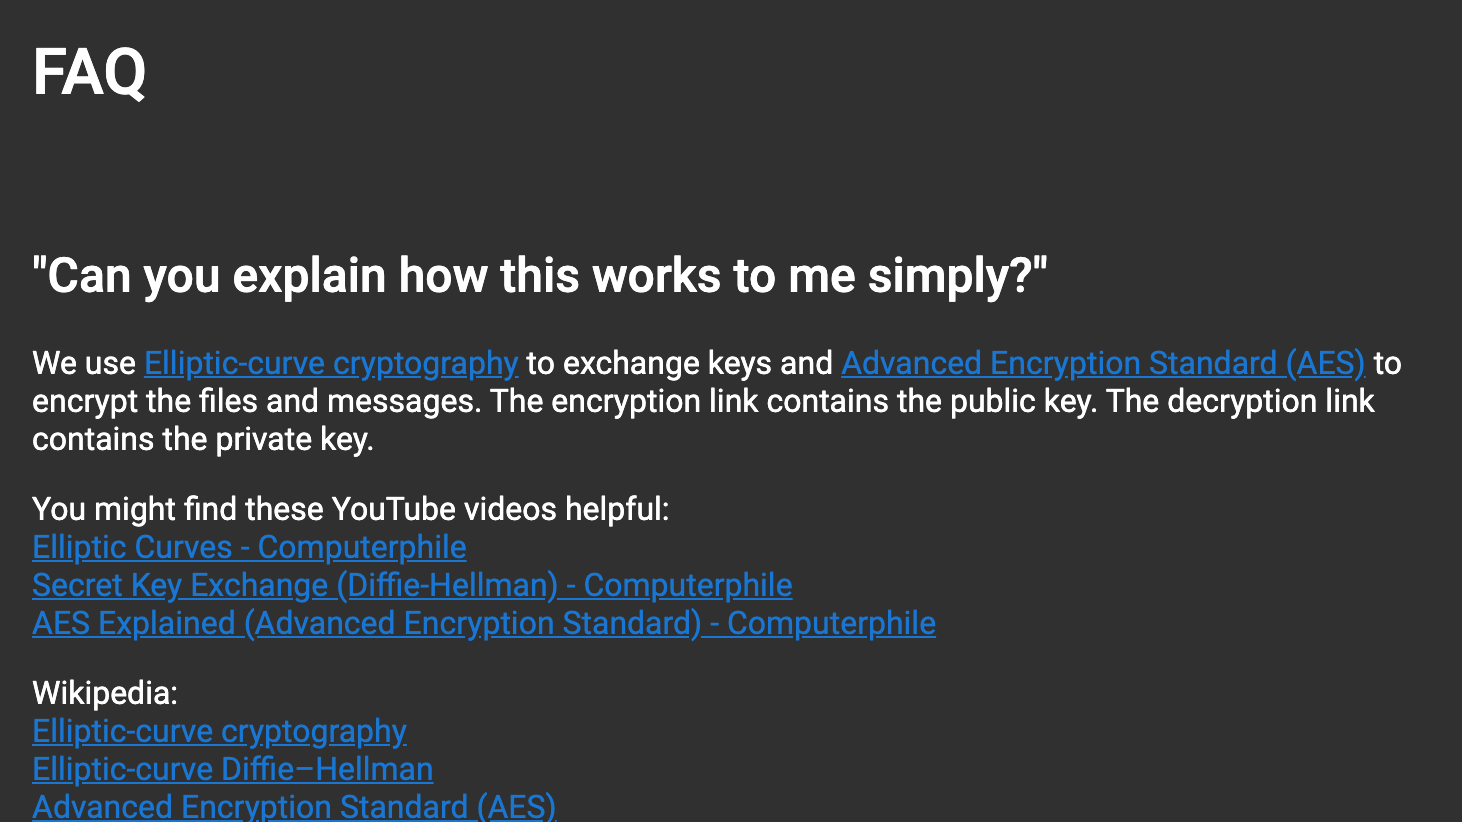 FAQ
"Can you explain how this works to me simply?"
We use Elliptic-curve cryptography to exchange keys and Advanced Encryption Standard (AES) to
encrypt the files and messages. The encryption link contains the public key. The decryption link
contains the private key.
You might find these YouTube videos helpful:
Elliptic Curves - Computerphile
Secret Key Exchange (Diffie-Hellman) - Computerphile
AES Explained (Advanced Encryption Standard) - Computerphile
Wikipedia:
Elliptic-curve cryptography
Elliptic-curve Diffie–Hellman
Advanced Encryption Standard (AES)